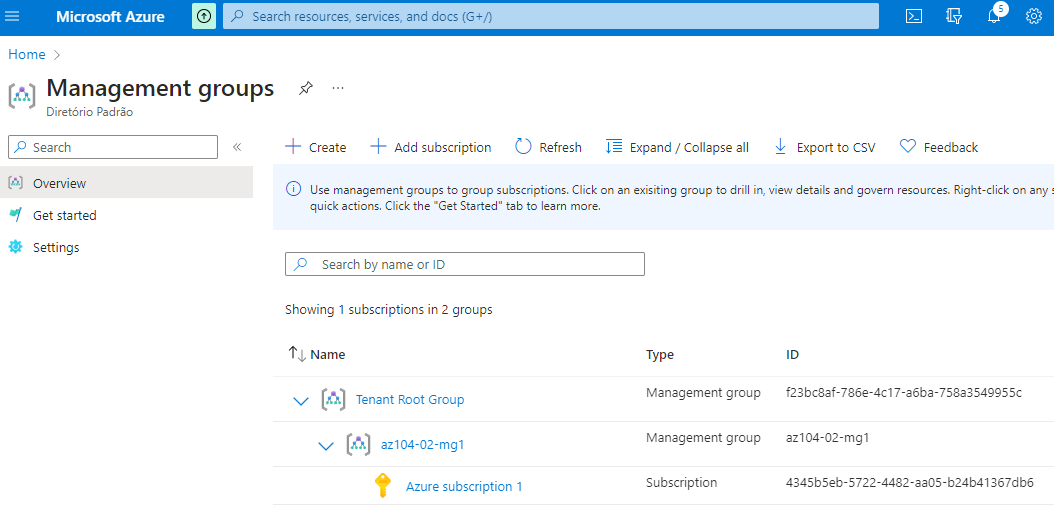 Microsoft Azure
Search resources, services, and docs (G+/)
5
Home
Management groups
Diretório Padrão
Search
Overview
Get started
Settings
Create
Add subscription
Refresh
Expand / Collapse all
Export to CSV
Feedback
Use management groups to group subscriptions. Click on an exisiting group to drill in, view details and govern resources. Right-click on any
quick actions. Click the "Get Started" tab to learn more.
Search by name or ID
Showing 1 subscriptions in 2 groups
Name Type ID
Tenant Root Group Management group f23bc8af-786e-4c17-a6ba-758a3549955c
az104-02-mg1 Management group az104-02-mg1
Azure subscription 1 Subscription 4345b5eb-5722-4482-aa05-b24b41367db6